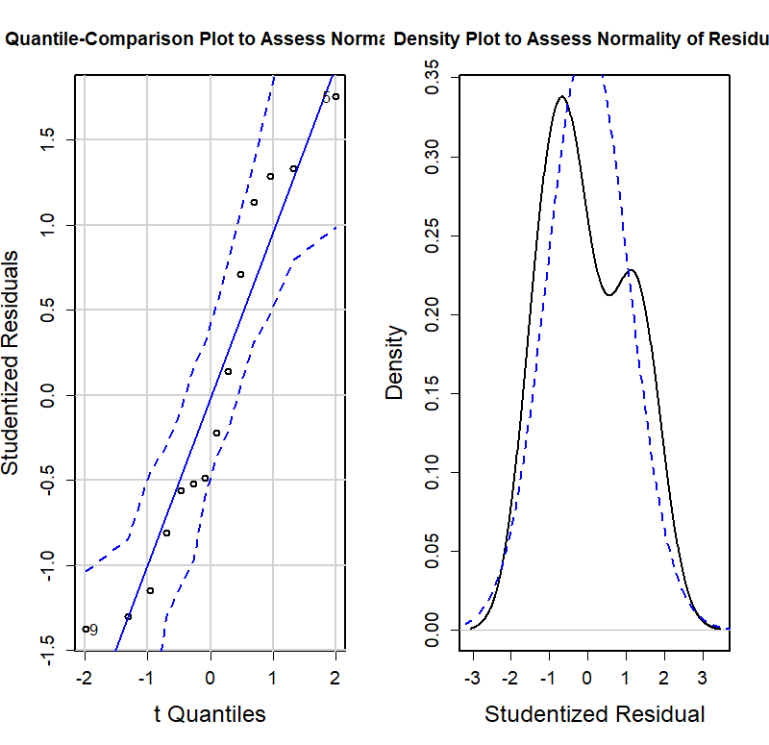 Quantile-Comparison Plot to Assess Norma
Density Plot to Assess Normality of Residu
Studentized Residuals
1.5
1.0
0.5
0.0
-0.5
-1.0
-1.5
5
9
-2 -1 0 1 2
t Quantiles
Density
0.35
0.30
0.25
0.20
0.15
0.10
0.05
0.00
-3 -2 -1 0 1 2 3
Studentized Residual